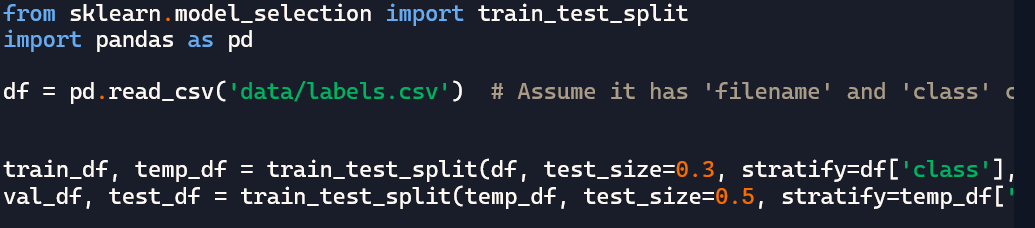 from sklearn.model_selection import train_test_split
import pandas as pd
df = pd.read_csv('data/labels.csv')  # Assume it has 'filename' and 'class' c
train_df, temp_df = train_test_split(df, test_size=0.3, stratify=df['class'],
val_df, test_df = train_test_split(temp_df, test_size=0.5, stratify=temp_df['